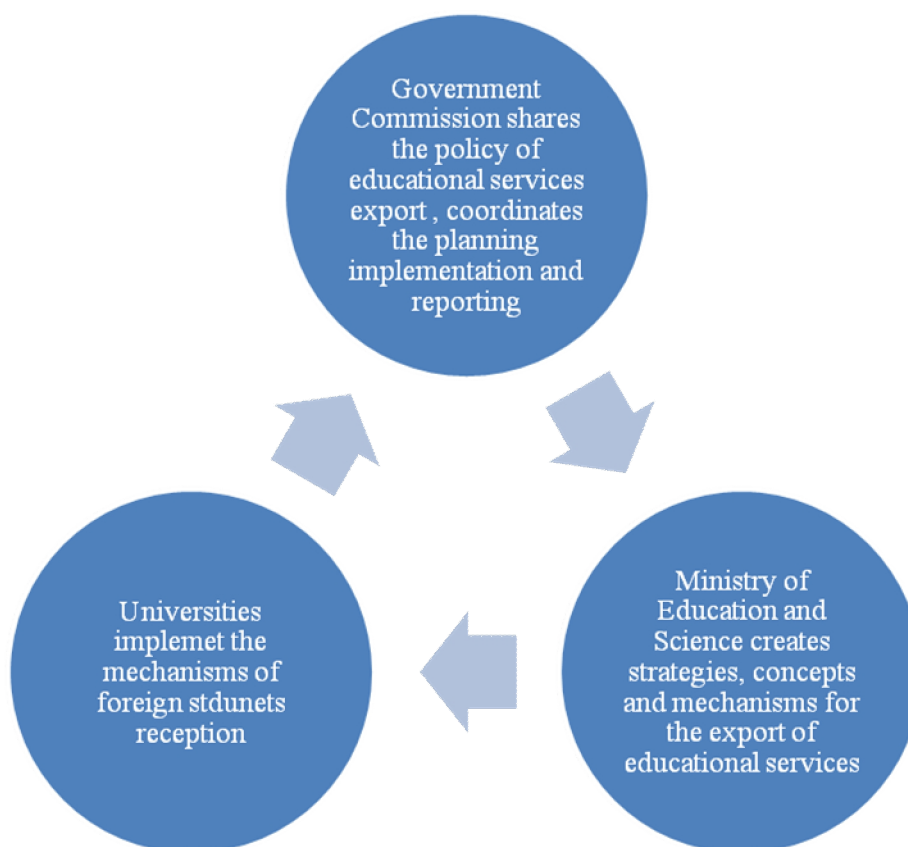 Government
Commission shares
the policy of
educational services
export , coordinates
the planning
implementation and
reporting
Ministry of
Education and
Science creates
strategies, concepts
and mechanisms for
the export of
educational services
Universities
implemet the
mechanisms of
foreign stdunets
reception